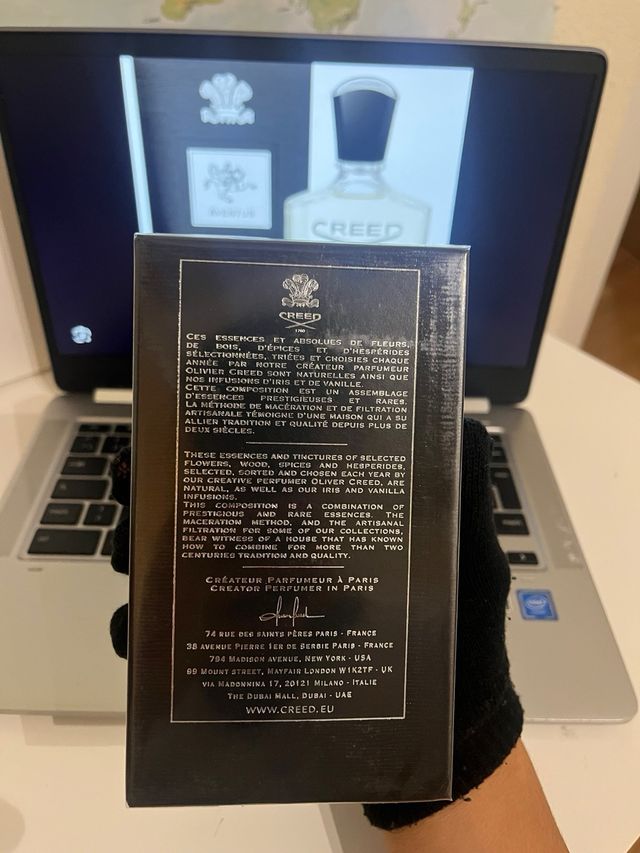 AVENTUS
CREED
CREED
1760
CES ESSENCES ET ABSOLUES DE FLEURS,
DE BOIS, D'ÉPICES ET D'HESPÉRIDES
SÉLECTIONNÉES, TRIÉES ET CHOISIES CHAQUE
ANNÉE PAR NOTRE CRÉATEUR PARFUMEUR
OLIVIER CREED SONT NATURELLES AINSI QUE
NOS INFUSIONS D'IRIS ET DE VANILLE.
CETTE COMPOSITION EST UN ASSEMBLAGE
D'ESSENCES PRESTIGIEUSES ET RARES.
LA MÉTHODE DE MACÉRATION ET DE FILTRATION
ARTISANALE TÉMOIGNE D'UNE MAISON QUI A SU
ALLIER TRADITION ET QUALITÉ DEPUIS PLUS DE
DEUX SIÈCLES.
THESE ESSENCES AND TINCTURES OF SELECTED
FLOWERS, WOOD, SPICES AND HESPERIDES,
SELECTED, SORTED AND CHOSEN EACH YEAR BY
OUR CREATIVE PERFUMER OLIVER CREED, ARE
NATURAL, AS WELL AS OUR IRIS AND VANILLA
INFUSIONS.
THIS COMPOSITION IS A COMBINATION OF
PRESTIGIOUS AND RARE ESSENCES. THE
MACERATION METHOD, AND THE ARTISANAL
FILTRATION FOR SOME OF OUR COLLECTIONS,
BEAR WITNESS OF A HOUSE THAT HAS KNOWN
HOW TO COMBINE FOR MORE THAN TWO
CENTURIES TRADITION AND QUALITY.
CRÉATEUR PARFUMEUR À PARIS
CREATOR PERFUMER IN PARIS
74 RUE DES SAINTS PÈRES PARIS - FRANCE
38 AVENUE PIERRE 1ER DE SERBIE PARIS - FRANCE
794 MADISON AVENUE, NEW YORK - USA
69 MOUNT STREET, MAYFAIR LONDON W1K2TF - UK
VIA MADONNINA 17, 20121 MILANO - ITALIE
THE DUBAI MALL, DUBAI - UAE
WWW.CREED.EU